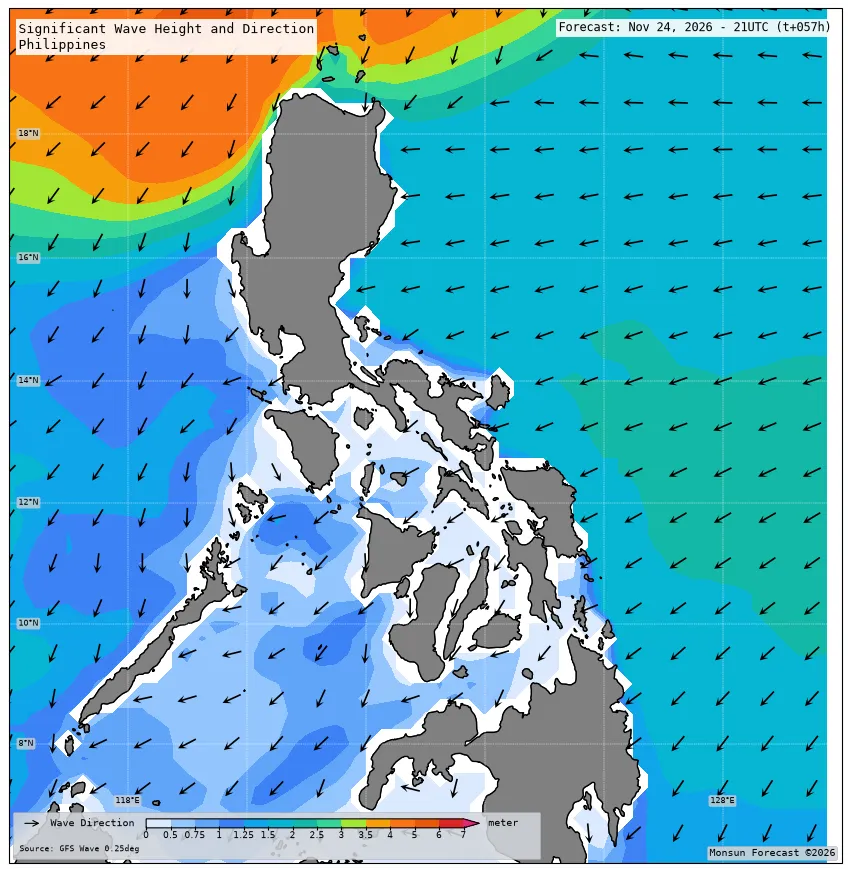 Significant Wave Height and Direction
Philippines
Forecast: Nov 24, 2026 - 21UTC (t+057h)
18°N
16°N
14°N
12°N
10°N
8°N
118°E
128°E
Wave Direction
meter
0 0.5 0.75 1 1.25 1.5 2 2.5 3 3.5 4 5 6 7
Source: GFS Wave 0.25deg
Monsun Forecast ©2026